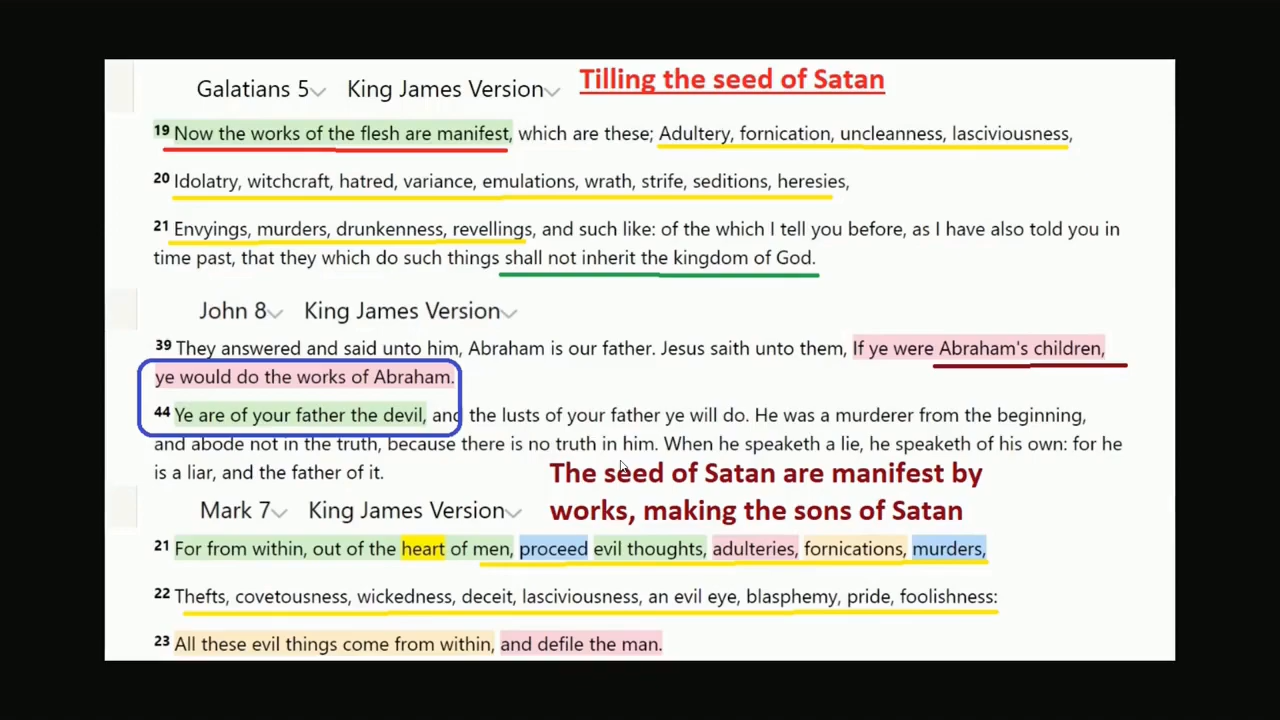 Galatians 5 King James Version Tilling the seed of Satan
19 Now the works of the flesh are manifest, which are these; Adultery, fornication, uncleanness, lasciviousness,
20 Idolatry, witchcraft, hatred, variance, emulations, wrath, strife, seditions, heresies,
21 Envyings, murders, drunkenness, revellings, and such like: of the which I tell you before, as I have also told you in
time past, that they which do such things shall not inherit the kingdom of God.
John 8 King James Version
39 They answered and said unto him, Abraham is our father. Jesus saith unto them, If ye were Abraham's children,
ye would do the works of Abraham.
44 Ye are of your father the devil, and the lusts of your father ye will do. He was a murderer from the beginning,
and abode not in the truth, because there is no truth in him. When he speaketh a lie, he speaketh of his own: for he
is a liar, and the father of it.
The seed of Satan are manifest by
works, making the sons of Satan
Mark 7 King James Version
21 For from within, out of the heart of men, proceed evil thoughts, adulteries, fornications, murders,
22 Thefts, covetousness, wickedness, deceit, lasciviousness, an evil eye, blasphemy, pride, foolishness:
23 All these evil things come from within, and defile the man.